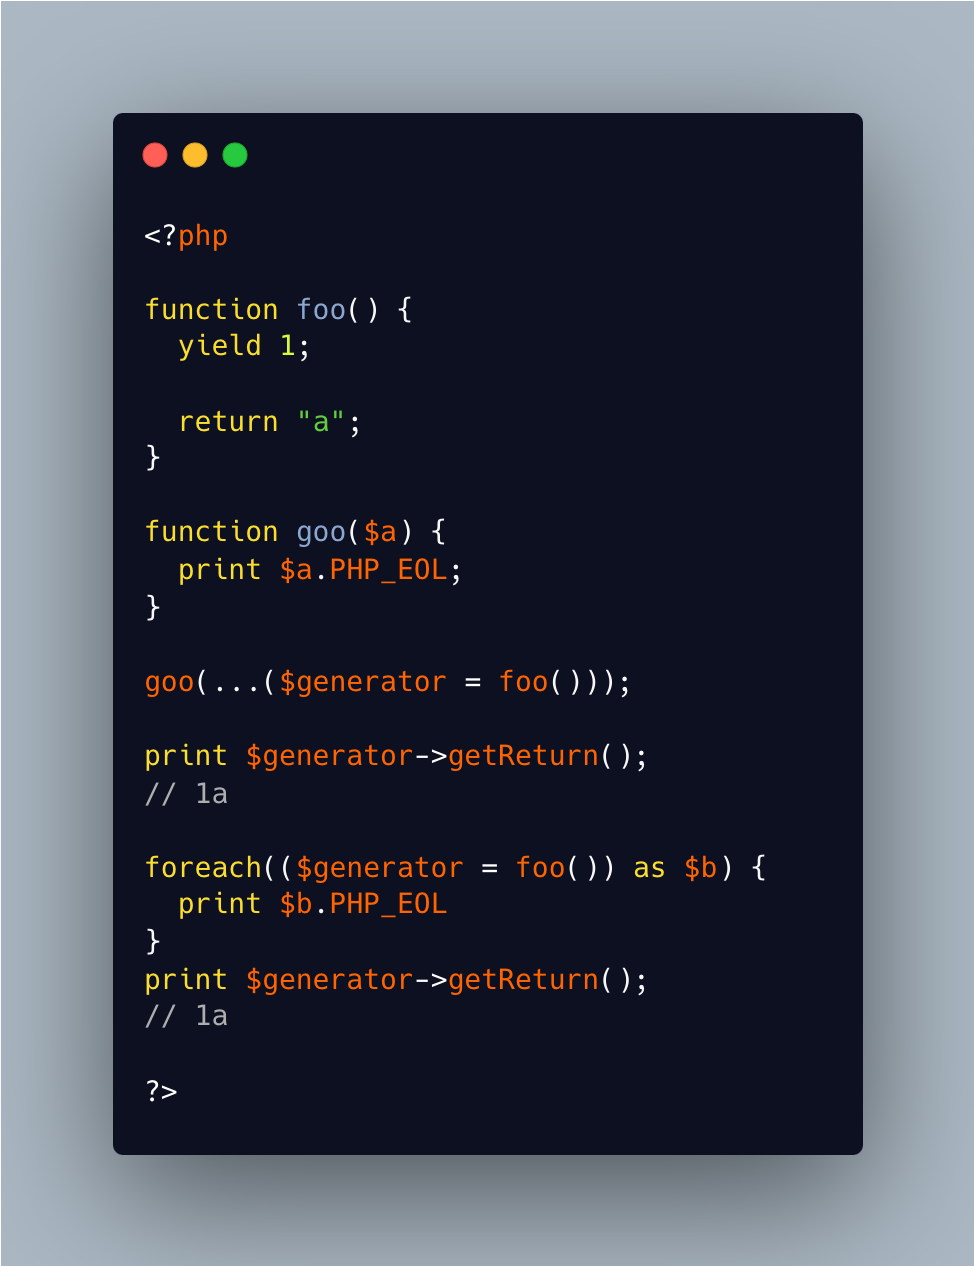 <?php
function foo() {
  yield 1;
  return "a";
}
function goo($a) {
  print $a.PHP_EOL;
}
goo(...($generator = foo()));
print $generator->getReturn();
// 1a
foreach(($generator = foo()) as $b) {
  print $b.PHP_EOL
}
print $generator->getReturn();
// 1a
?>